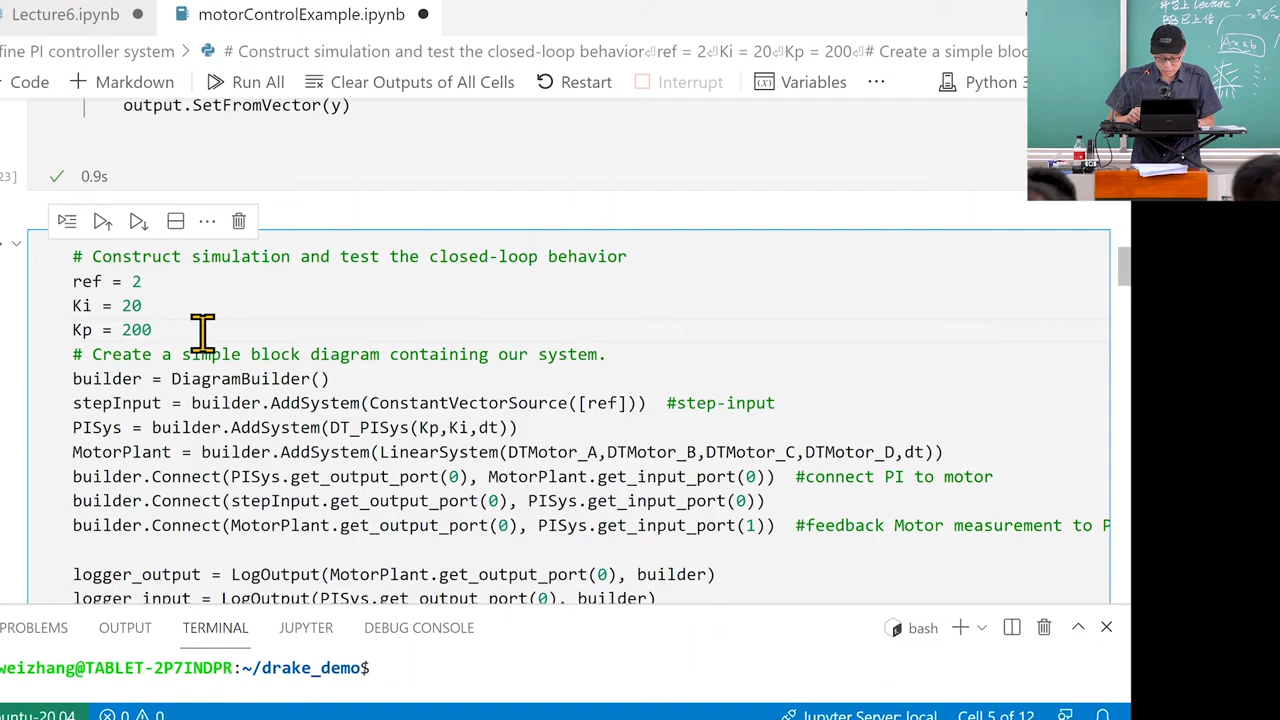 Lecture6.ipynb
motorControlExample.ipynb
fine PI controller system > # Construct simulation and test the closed-loop behavior↵ref = 2↵Ki = 20↵Kp = 200↵# Create a simple bloc
Code
Markdown
Run All
Clear Outputs of All Cells
Restart
Interrupt
Variables
···
Python 3
output.SetFromVector(y)
23]
0.9s
# Construct simulation and test the closed-loop behavior
ref = 2
Ki = 20
Kp = 200
# Create a simple block diagram containing our system.
builder = DiagramBuilder()
stepInput = builder.AddSystem(ConstantVectorSource([ref])) #step-input
PISys = builder.AddSystem(DT_PISys(Kp,Ki,dt))
MotorPlant = builder.AddSystem(LinearSystem(DTMotor_A,DTMotor_B,DTMotor_C,DTMotor_D,dt))
builder.Connect(PISys.get_output_port(0), MotorPlant.get_input_port(0)) #connect PI to motor
builder.Connect(stepInput.get_output_port(0), PISys.get_input_port(0))
builder.Connect(MotorPlant.get_output_port(0), PISys.get_input_port(1)) #feedback Motor measurement to P
logger_output = LogOutput(MotorPlant.get_output_port(0), builder)
logger_input = LogOutput(PISys.get_output_port(0), builder)
PROBLEMS
OUTPUT
TERMINAL
JUPYTER
DEBUG CONSOLE
bash
weizhang@TABLET-2P7INDPR:~/drake_demo$
untu-20.04
0
0
Jupyter Server: local
Cell 5 of 12